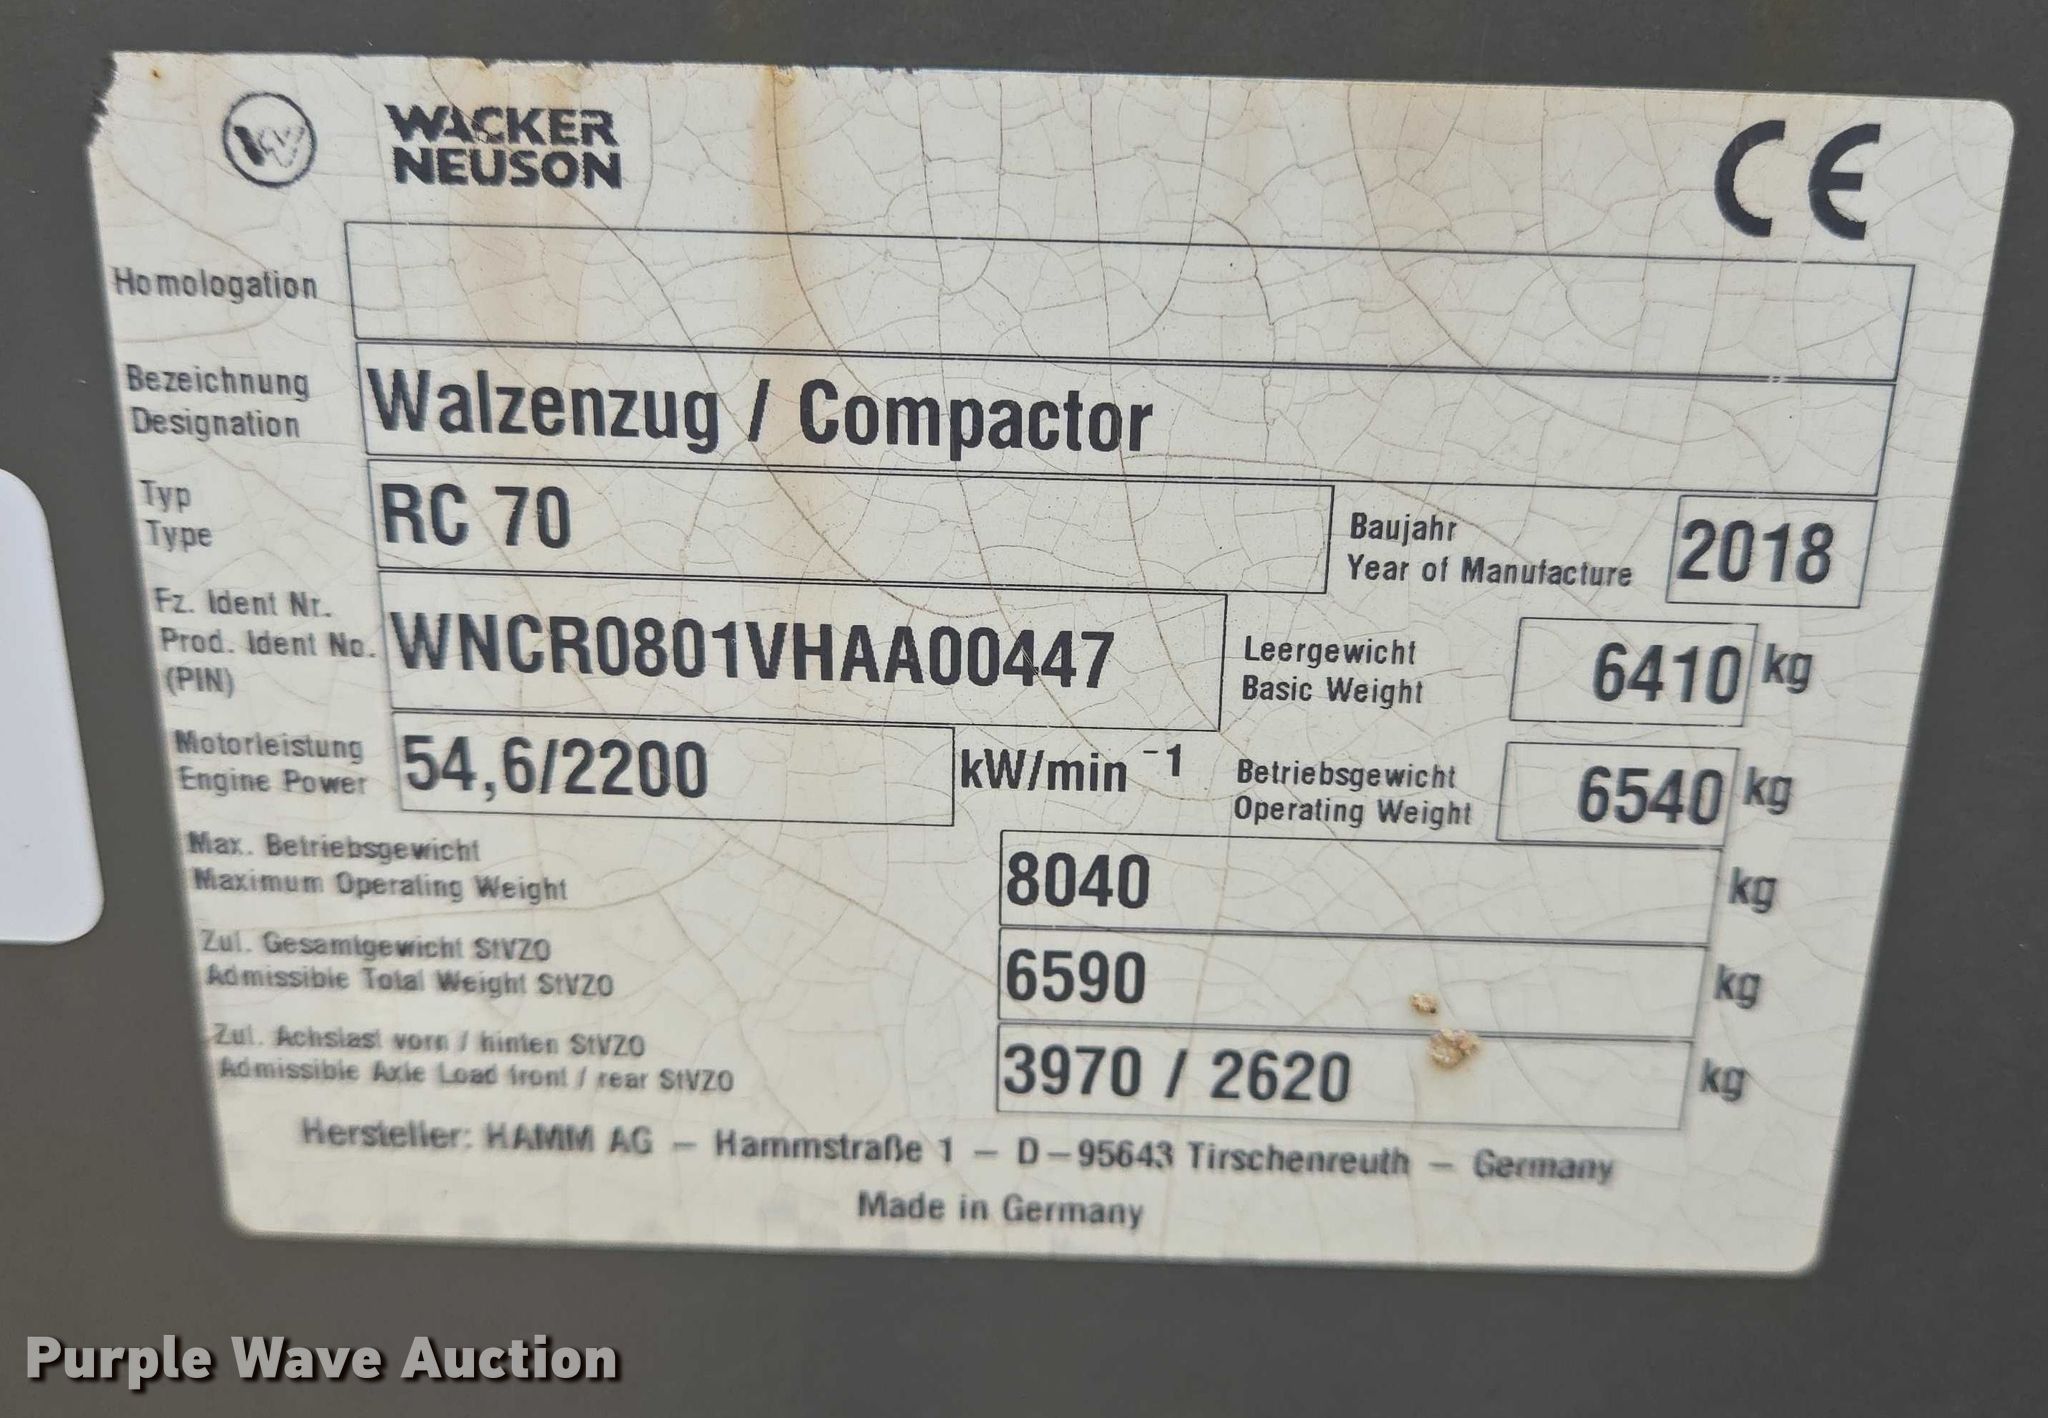 WACKER
NEUSON
CE
Homologation
Bezeichnung
Designation
Walzenzug / Compactor
Typ
Type
RC 70
Baujahr
Year of Manufacture
2018
Fz. Ident Nr.
Prod. Ident No.
(PIN)
WNCR0801VHAA00447
Leergewicht
Basic Weight
6410 kg
Motorleistung
Engine Power
54,6/2200 kW/min⁻¹
Betriebsgewicht
Operating Weight
6540 kg
Max. Betriebsgewicht
Maximum Operating Weight
8040 kg
Zul. Gesamtgewicht StVZO
Admissible Total Weight StVZO
6590 kg
Zul. Achslast vorn / hinten StVZO
Admissible Axle Load front / rear StVZO
3970 / 2620 kg
Hersteller: HAMM AG – Hammstraße 1 – D–95643 Tirschenreuth – Germany
Made in Germany
Purple Wave Auction